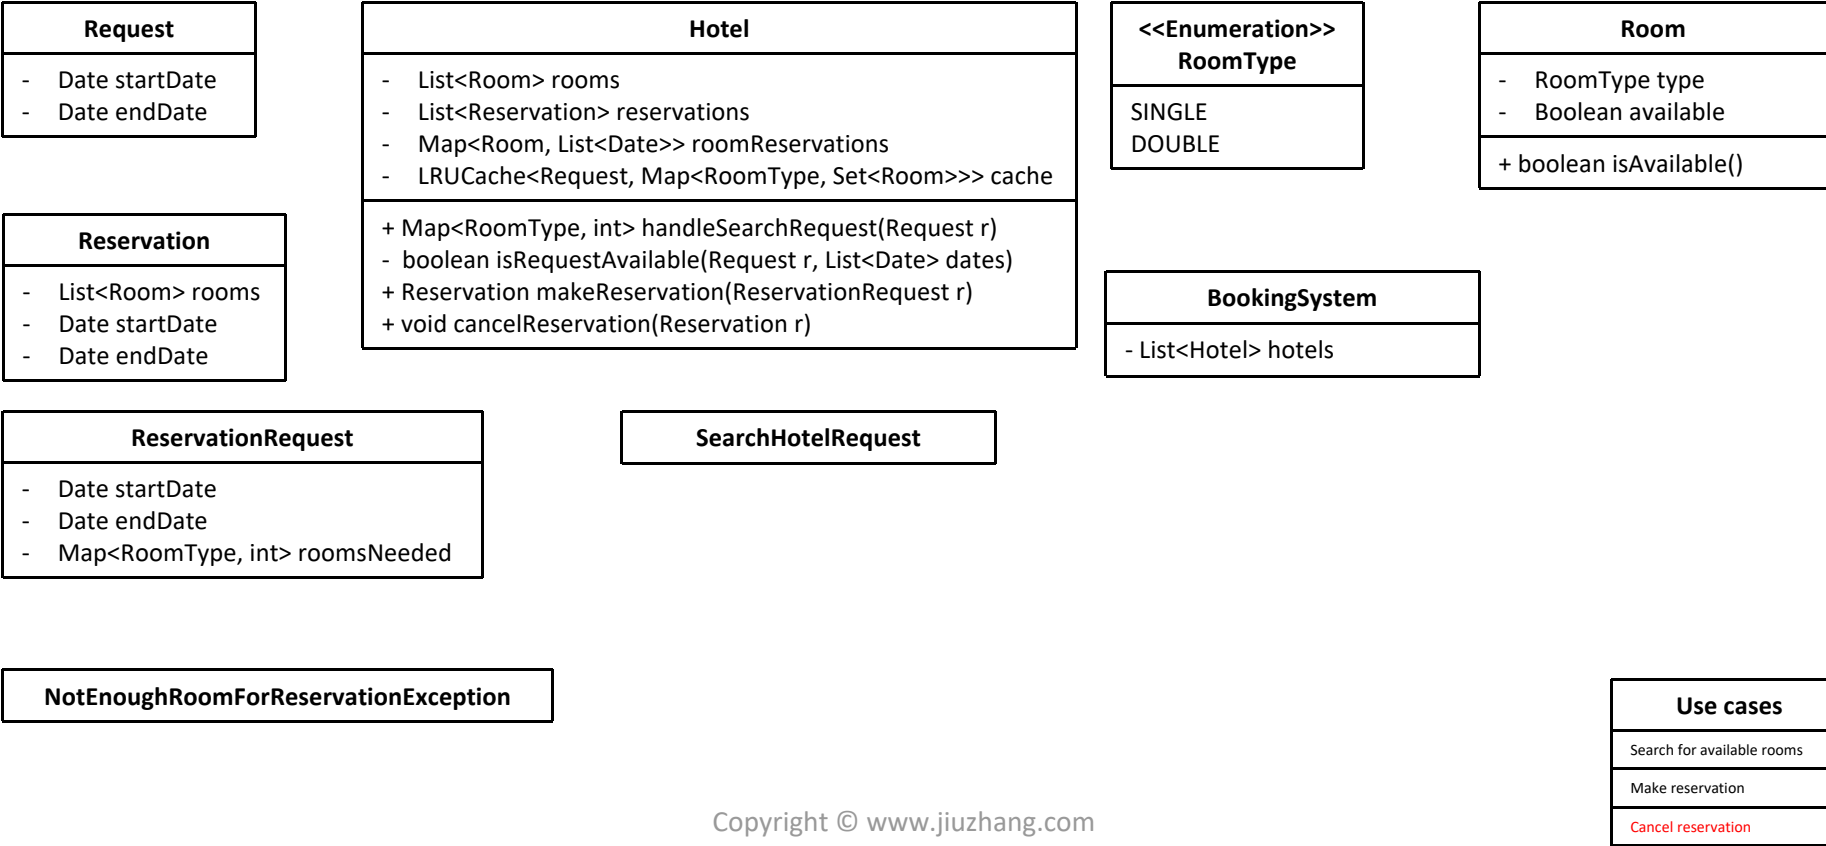 Request
- Date startDate
- Date endDate
Hotel
- List<Room> rooms
- List<Reservation> reservations
- Map<Room, List<Date>> roomReservations
- LRUCache<Request, Map<RoomType, Set<Room>>> cache
+ Map<RoomType, int> handleSearchRequest(Request r)
- boolean isRequestAvailable(Request r, List<Date> dates)
+ Reservation makeReservation(ReservationRequest r)
+ void cancelReservation(Reservation r)
<<Enumeration>>
RoomType
SINGLE
DOUBLE
Room
- RoomType type
- Boolean available
+ boolean isAvailable()
Reservation
- List<Room> rooms
- Date startDate
- Date endDate
BookingSystem
- List<Hotel> hotels
ReservationRequest
- Date startDate
- Date endDate
- Map<RoomType, int> roomsNeeded
SearchHotelRequest
NotEnoughRoomForReservationException
Use cases
Search for available rooms
Make reservation
Cancel reservation
Copyright © www.jiuzhang.com